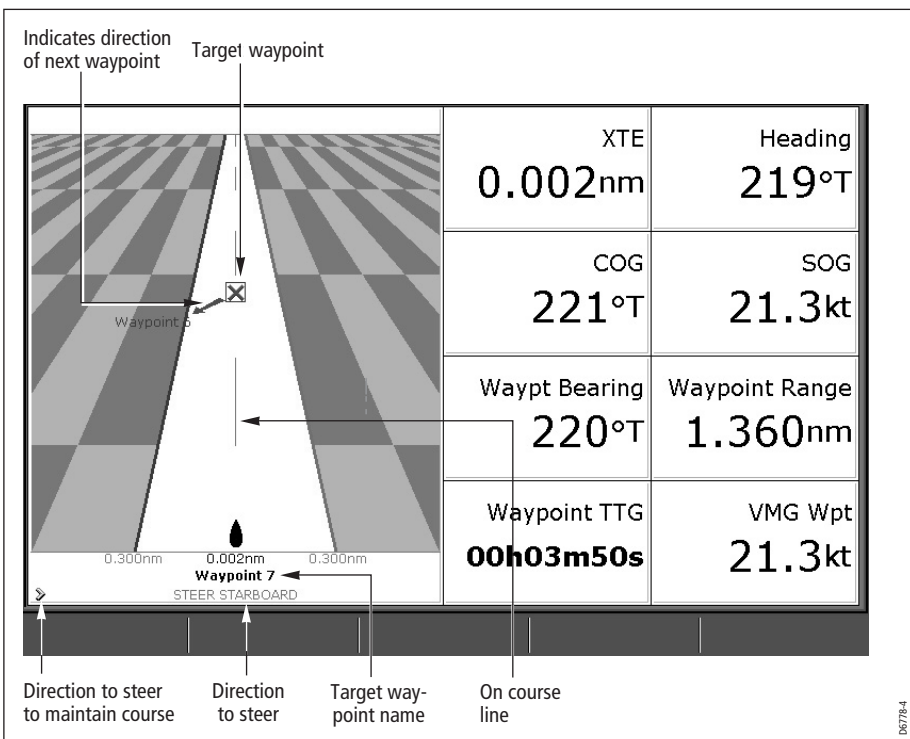 Indicates direction
of next waypoint
Target waypoint
XTE
0.002nm
Heading
219°T
COG
221°T
SOG
21.3kt
Waypt Bearing
220°T
Waypoint Range
1.360nm
Waypoint TTG
00h03m50s
VMG Wpt
21.3kt
Waypoint 6
0.300nm 0.002nm 0.300nm
Waypoint 7
STEER STARBOARD
Direction to steer
to maintain course
Direction
to steer
Target way-
point name
On course
line
D6778-4